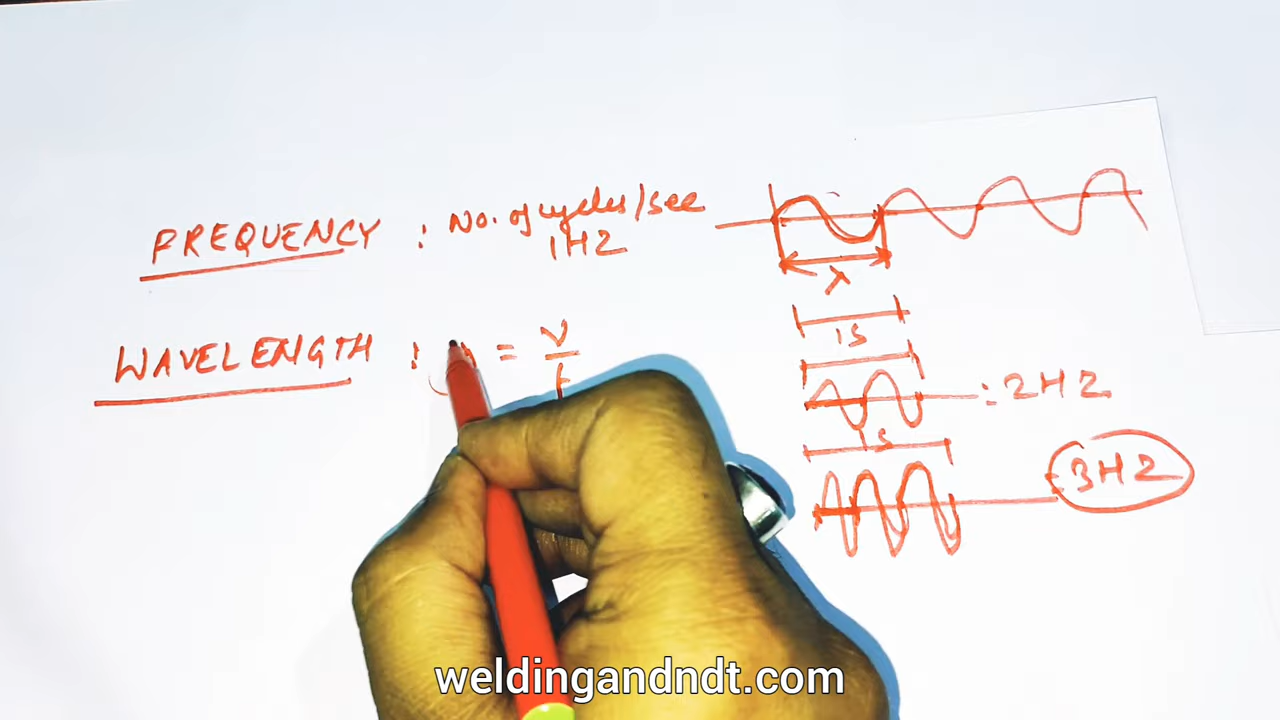 FREQUENCY : No. of cycles/sec
1HZ
λ
1s
WAVELENGTH : = V
f
: 2HZ
1s
: 3HZ
weldingandndt.com